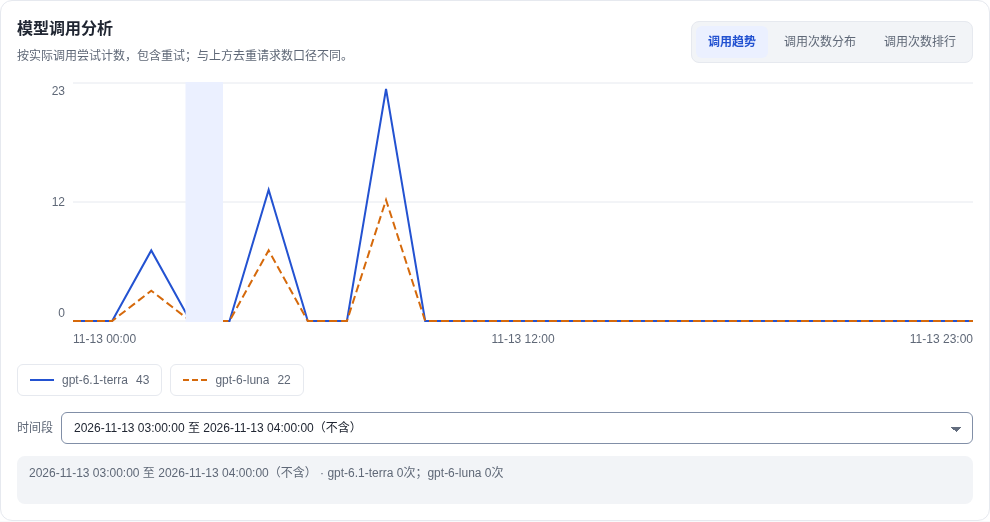 模型调用分析
按实际调用尝试计数，包含重试；与上方去重请求数口径不同。
调用趋势 调用次数分布 调用次数排行
23
12
0
11-13 00:00 11-13 12:00 11-13 23:00
gpt-6.1-terra 43 gpt-6-luna 22
时间段 2026-11-13 03:00:00 至 2026-11-13 04:00:00（不含）
2026-11-13 03:00:00 至 2026-11-13 04:00:00（不含） · gpt-6.1-terra 0次；gpt-6-luna 0次